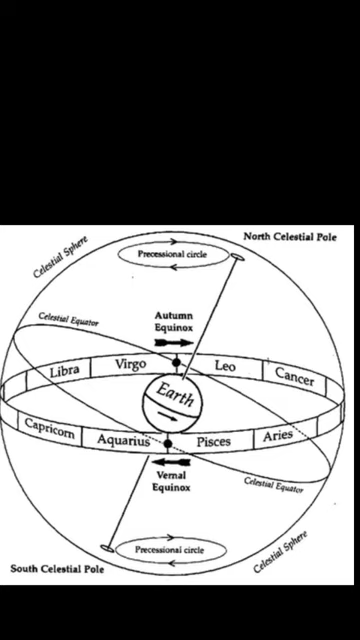 North Celestial Pole
Celestial Sphere
Precessional circle
Celestial Equator
Autumn
Equinox
Libra
Virgo
Leo
Cancer
Earth
Capricorn
Aquarius
Pisces
Aries
Vernal
Equinox
Celestial Equator
Precessional circle
Celestial Sphere
South Celestial Pole